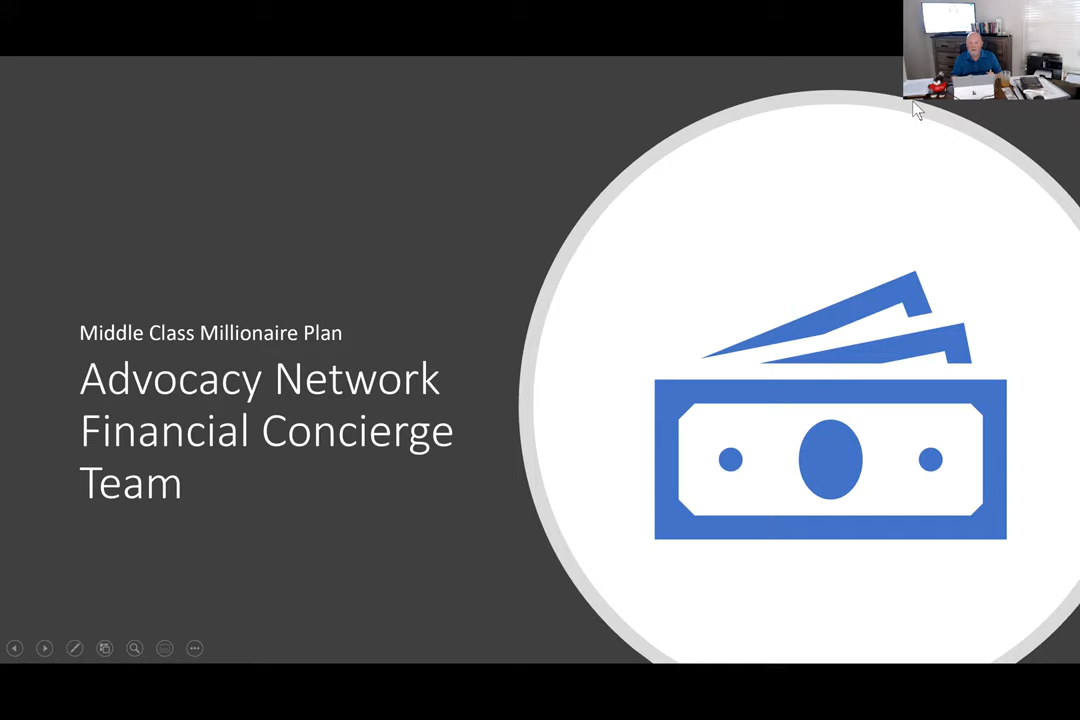 Middle Class Millionaire Plan
Advocacy Network
Financial Concierge
Team